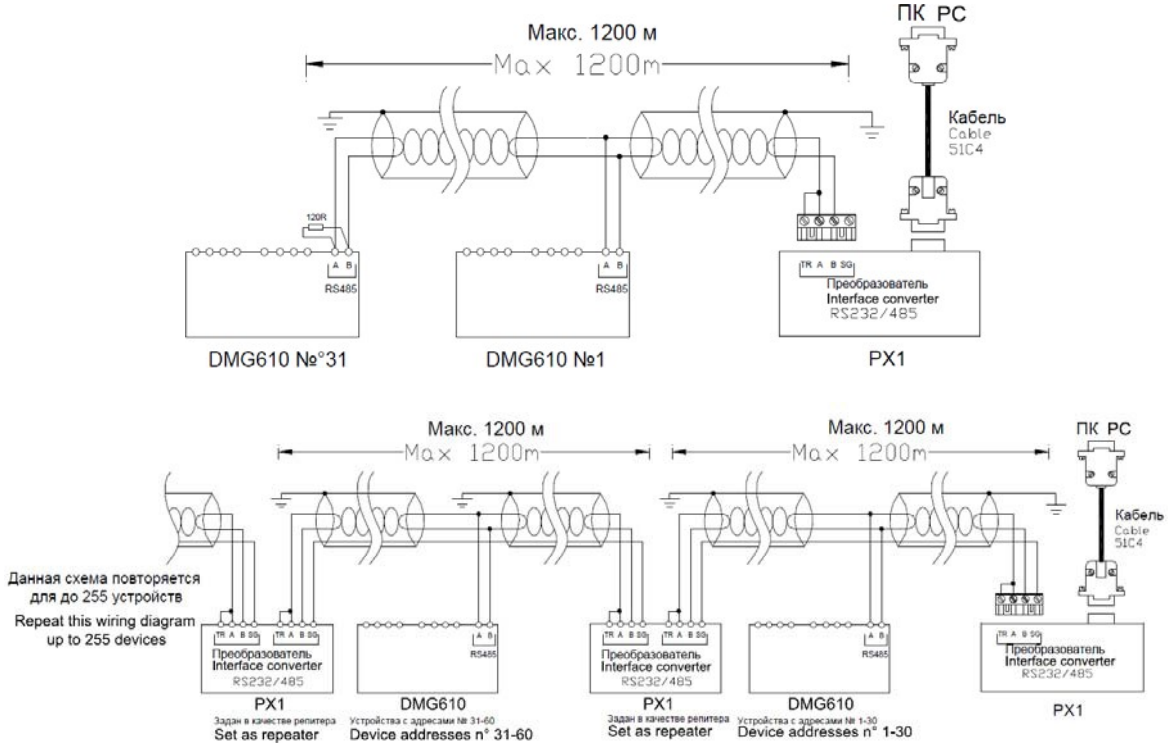 ПК PC
Макс. 1200 м
Max 1200m
Кабель
Cable
51C4
120R
A B
RS485
A B
RS485
TR A B SG
Преобразователь
Interface converter
RS232/485
DMG610 №°31
DMG610 №1
PX1
Макс. 1200 м
Max 1200m
Макс. 1200 м
Max 1200m
ПК PC
Кабель
Cable
51C4
Данная схема повторяется
для до 255 устройств
Repeat this wiring diagram
up to 255 devices
TR A B SG
TR A B SG
Преобразователь
Interface converter
RS232/485
A B
RS485
TR A B SG
TR A B SG
Преобразователь
Interface converter
RS232/485
A B
RS485
TR A B SG
Преобразователь
Interface converter
RS232/485
PX1
Задан в качестве репитера
Set as repeater
DMG610
Устройства с адресами № 31-60
Device addresses n° 31-60
PX1
Задан в качестве репитера
Set as repeater
DMG610
Устройства с адресами № 1-30
Device addresses n° 1-30
PX1